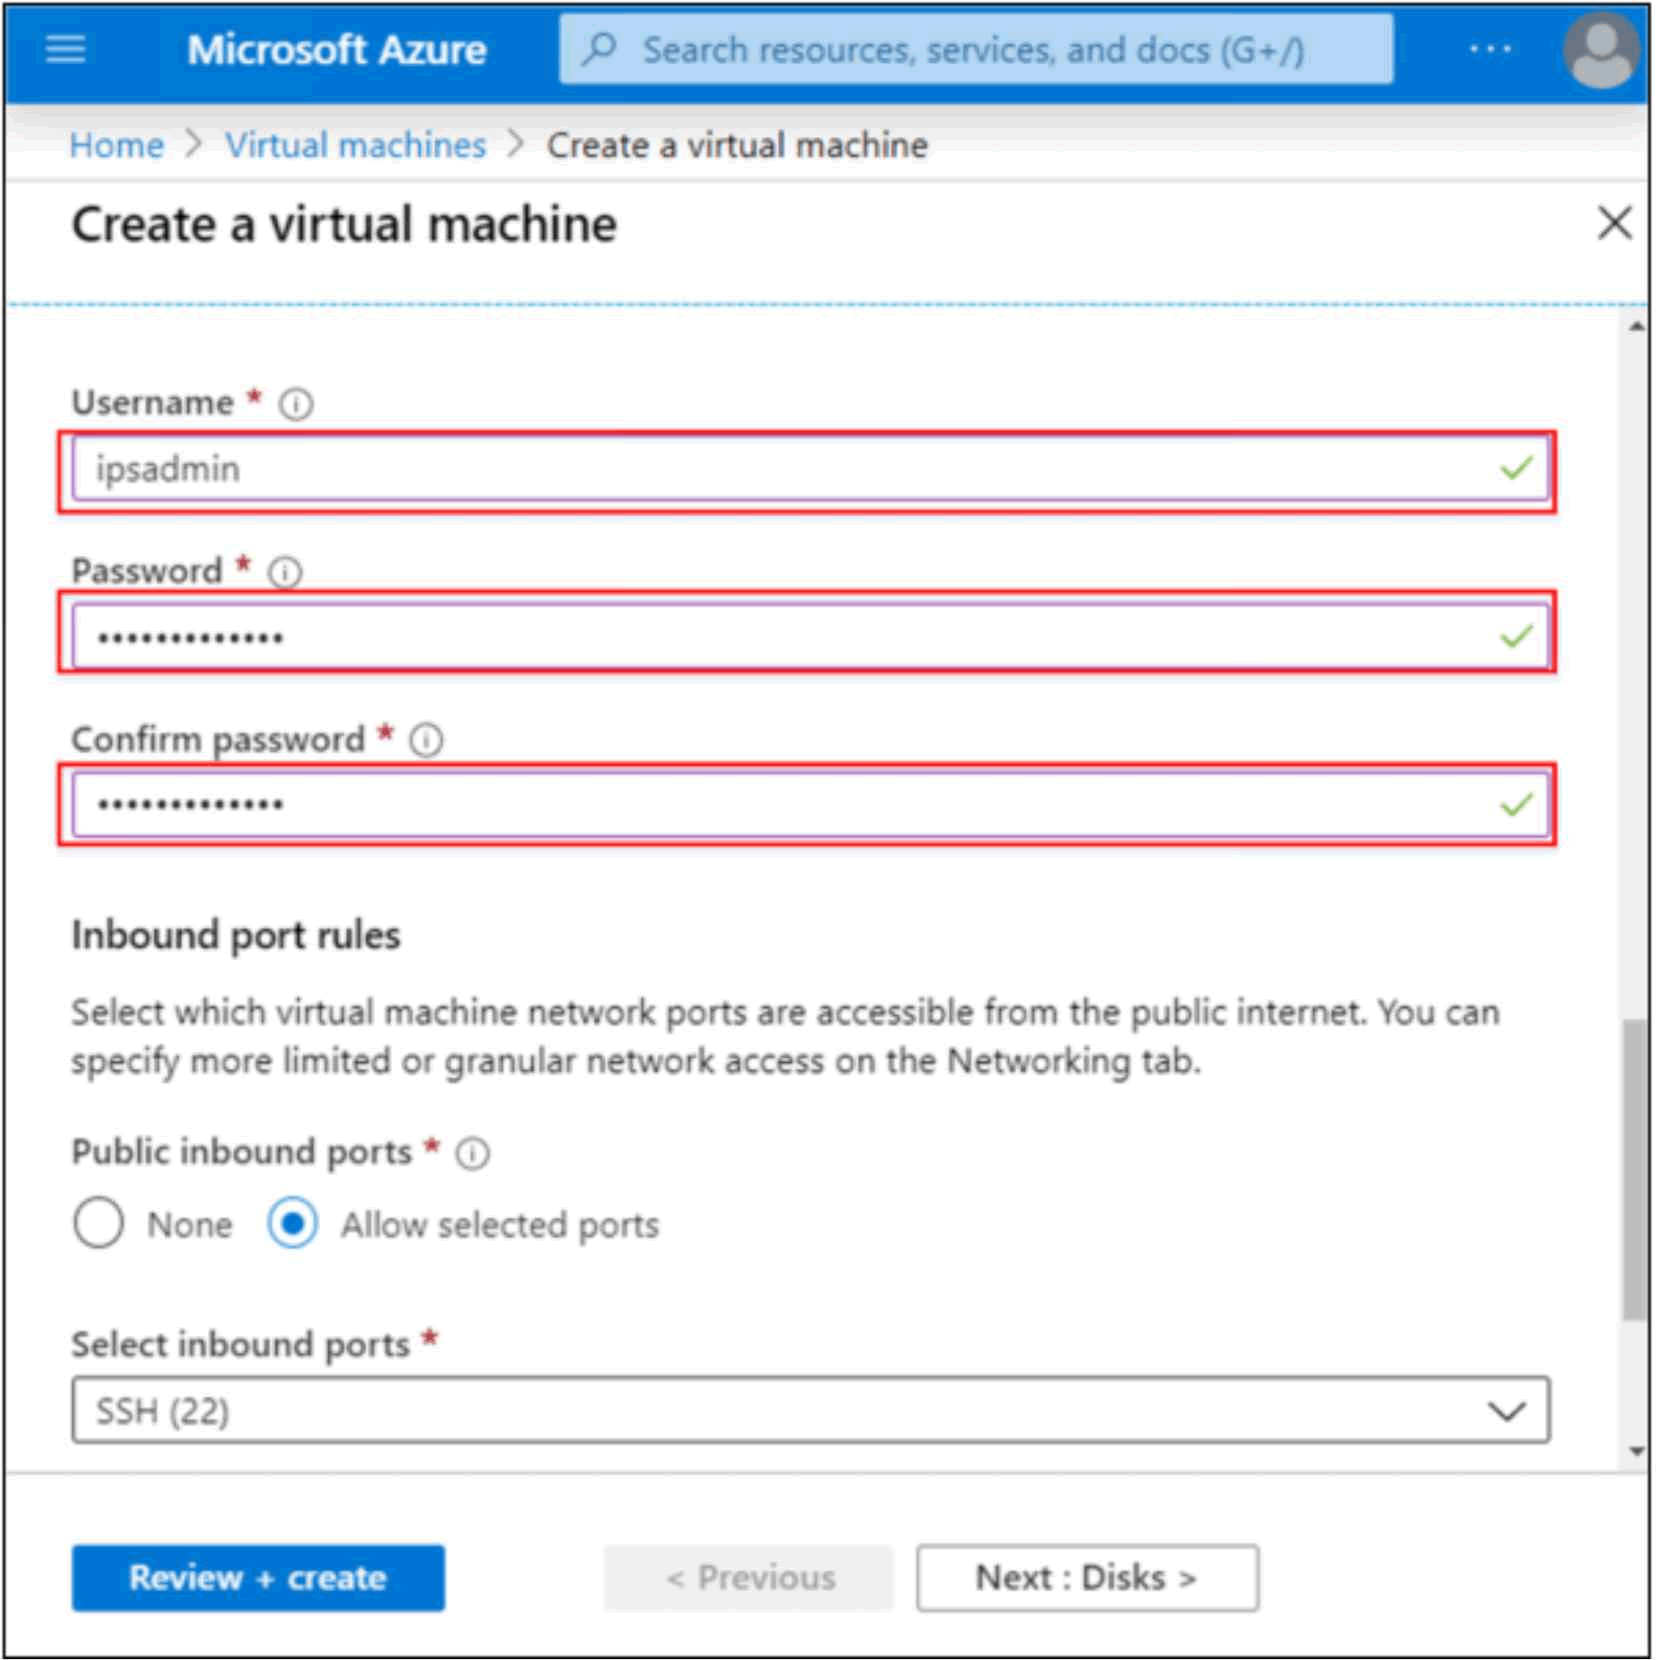 Microsoft Azure
Search resources, services, and docs (G+/)
Home > Virtual machines > Create a virtual machine
Create a virtual machine
Username *
ipsadmin
Password *
•••••••••••••
Confirm password *
•••••••••••••
Inbound port rules
Select which virtual machine network ports are accessible from the public internet. You can
specify more limited or granular network access on the Networking tab.
Public inbound ports *
None Allow selected ports
Select inbound ports *
SSH (22)
Review + create < Previous Next : Disks >